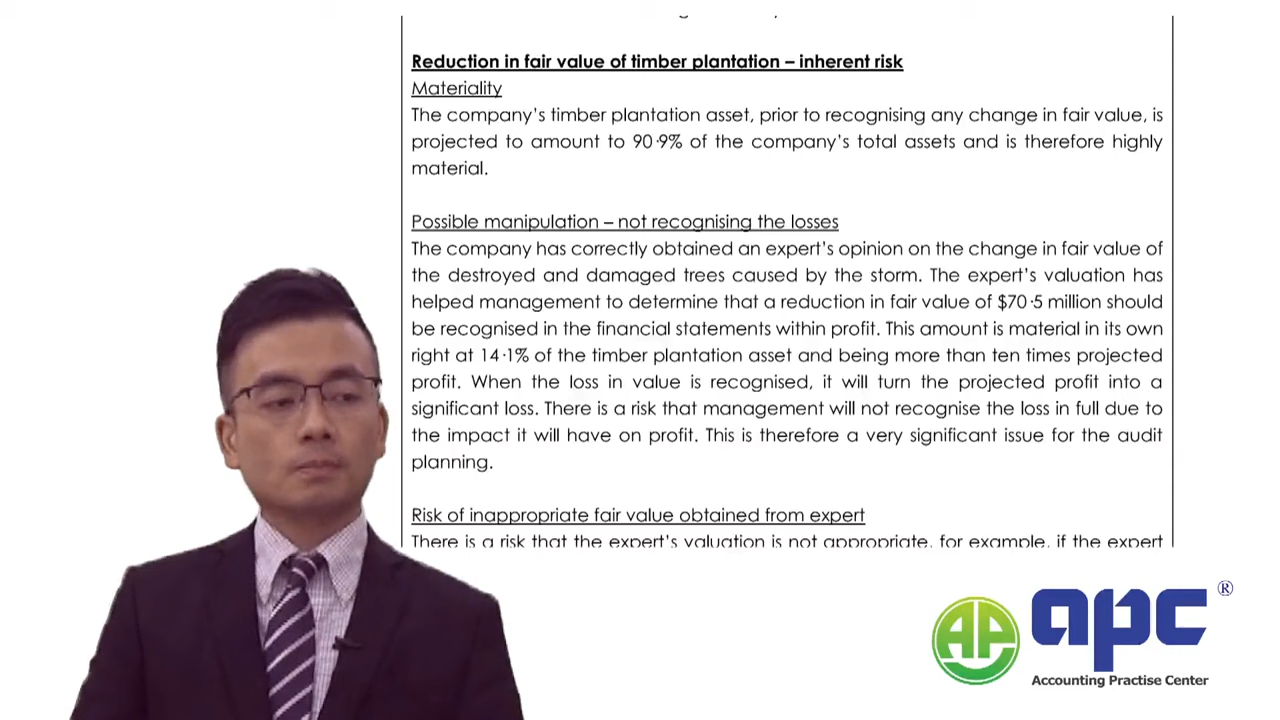 Reduction in fair value of timber plantation – inherent risk
Materiality
The company's timber plantation asset, prior to recognising any change in fair value, is
projected to amount to 90·9% of the company's total assets and is therefore highly
material.
Possible manipulation – not recognising the losses
The company has correctly obtained an expert's opinion on the change in fair value of
the destroyed and damaged trees caused by the storm. The expert's valuation has
helped management to determine that a reduction in fair value of $70·5 million should
be recognised in the financial statements within profit. This amount is material in its own
right at 14·1% of the timber plantation asset and being more than ten times projected
profit. When the loss in value is recognised, it will turn the projected profit into a
significant loss. There is a risk that management will not recognise the loss in full due to
the impact it will have on profit. This is therefore a very significant issue for the audit
planning.
Risk of inappropriate fair value obtained from expert
There is a risk that the expert's valuation is not appropriate, for example, if the expert
AP apc ®
Accounting Practise Center